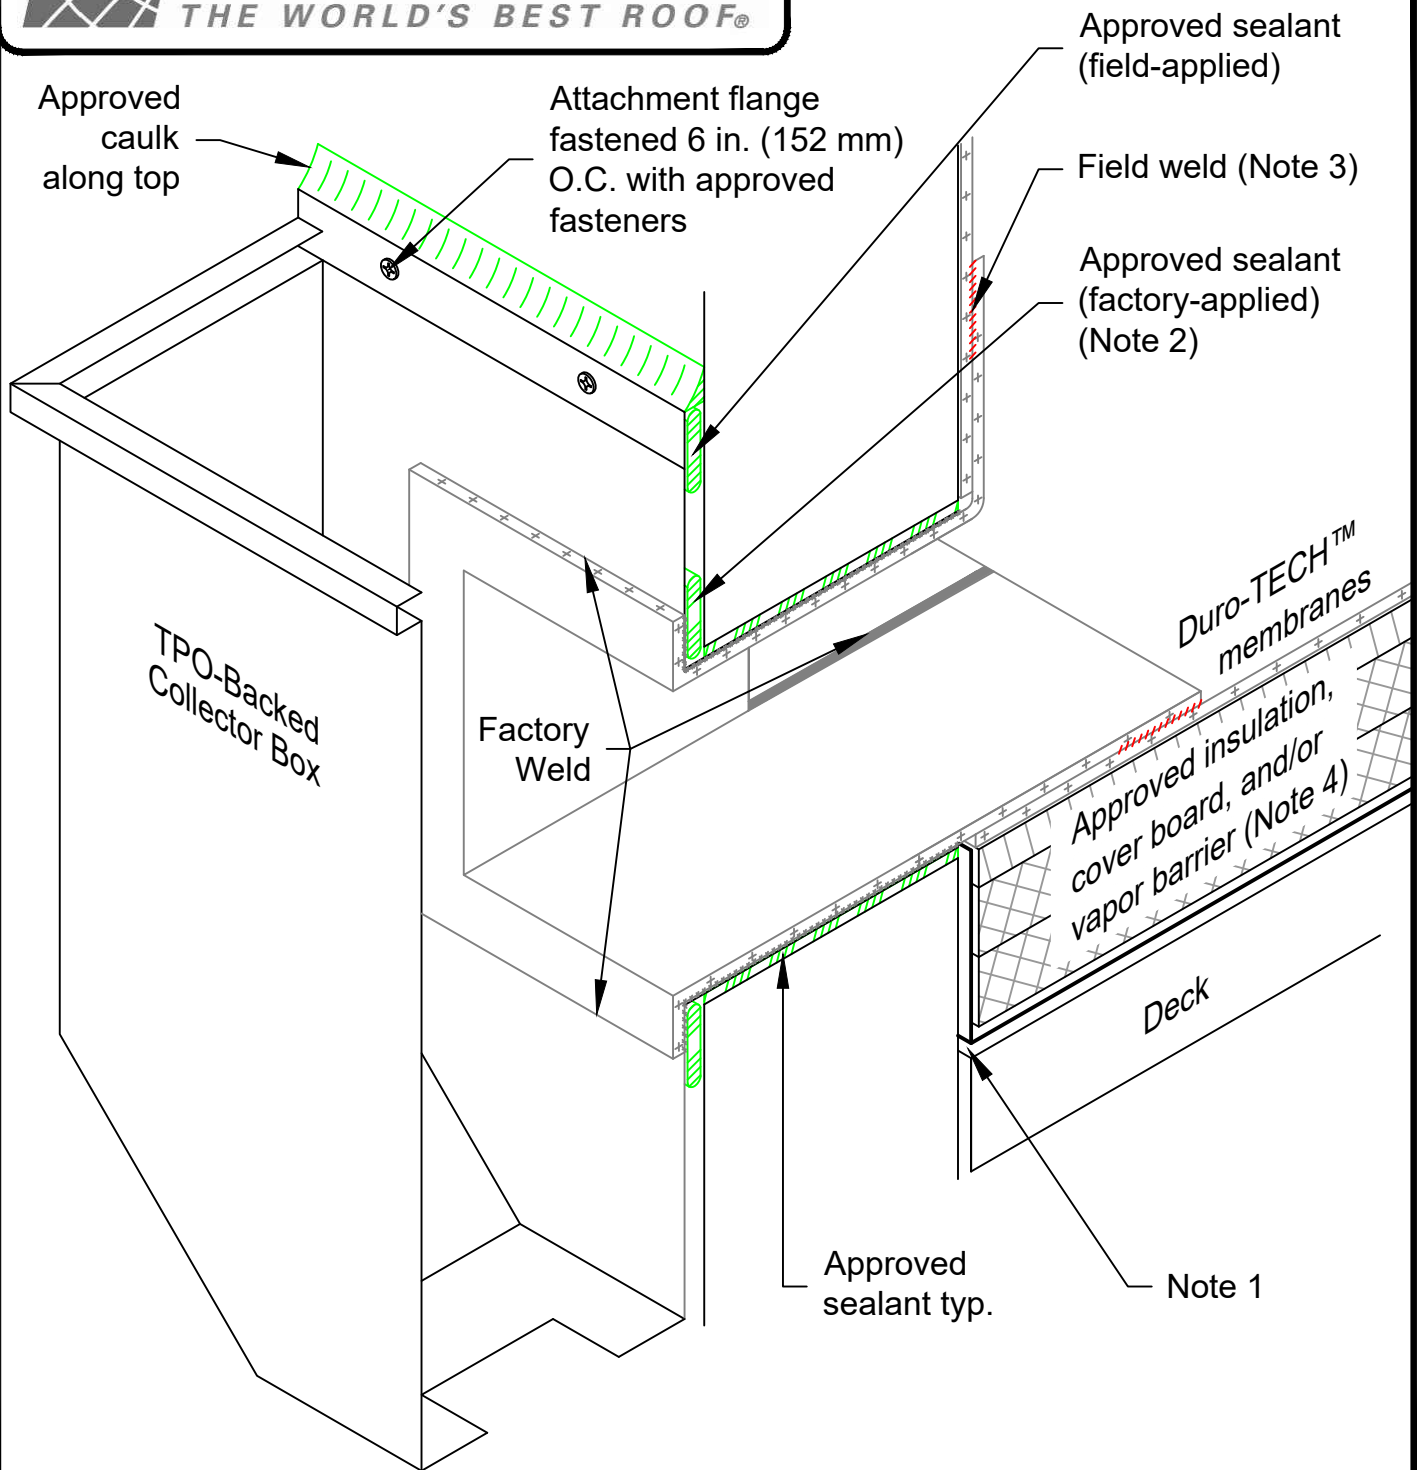 THE WORLD'S BEST ROOF®
Approved sealant
(field-applied)
Approved
caulk
along top
Attachment flange
fastened 6 in. (152 mm)
O.C. with approved
fasteners
Field weld (Note 3)
Approved sealant
(factory-applied)
(Note 2)
Duro-TECH™
membranes
TPO-Backed
Collector Box
Factory
Weld
Approved insulation,
cover board, and/or
vapor barrier (Note 4)
Deck
Approved
sealant typ.
Note 1